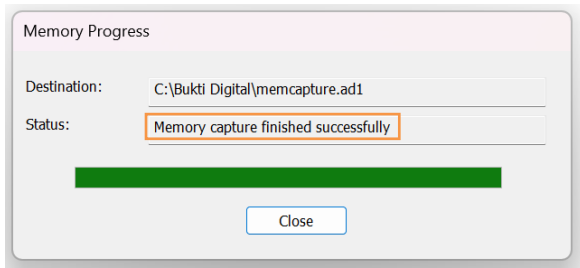 Memory Progress
Destination: C:\Bukti Digital\memcapture.ad1
Status: Memory capture finished successfully
Close